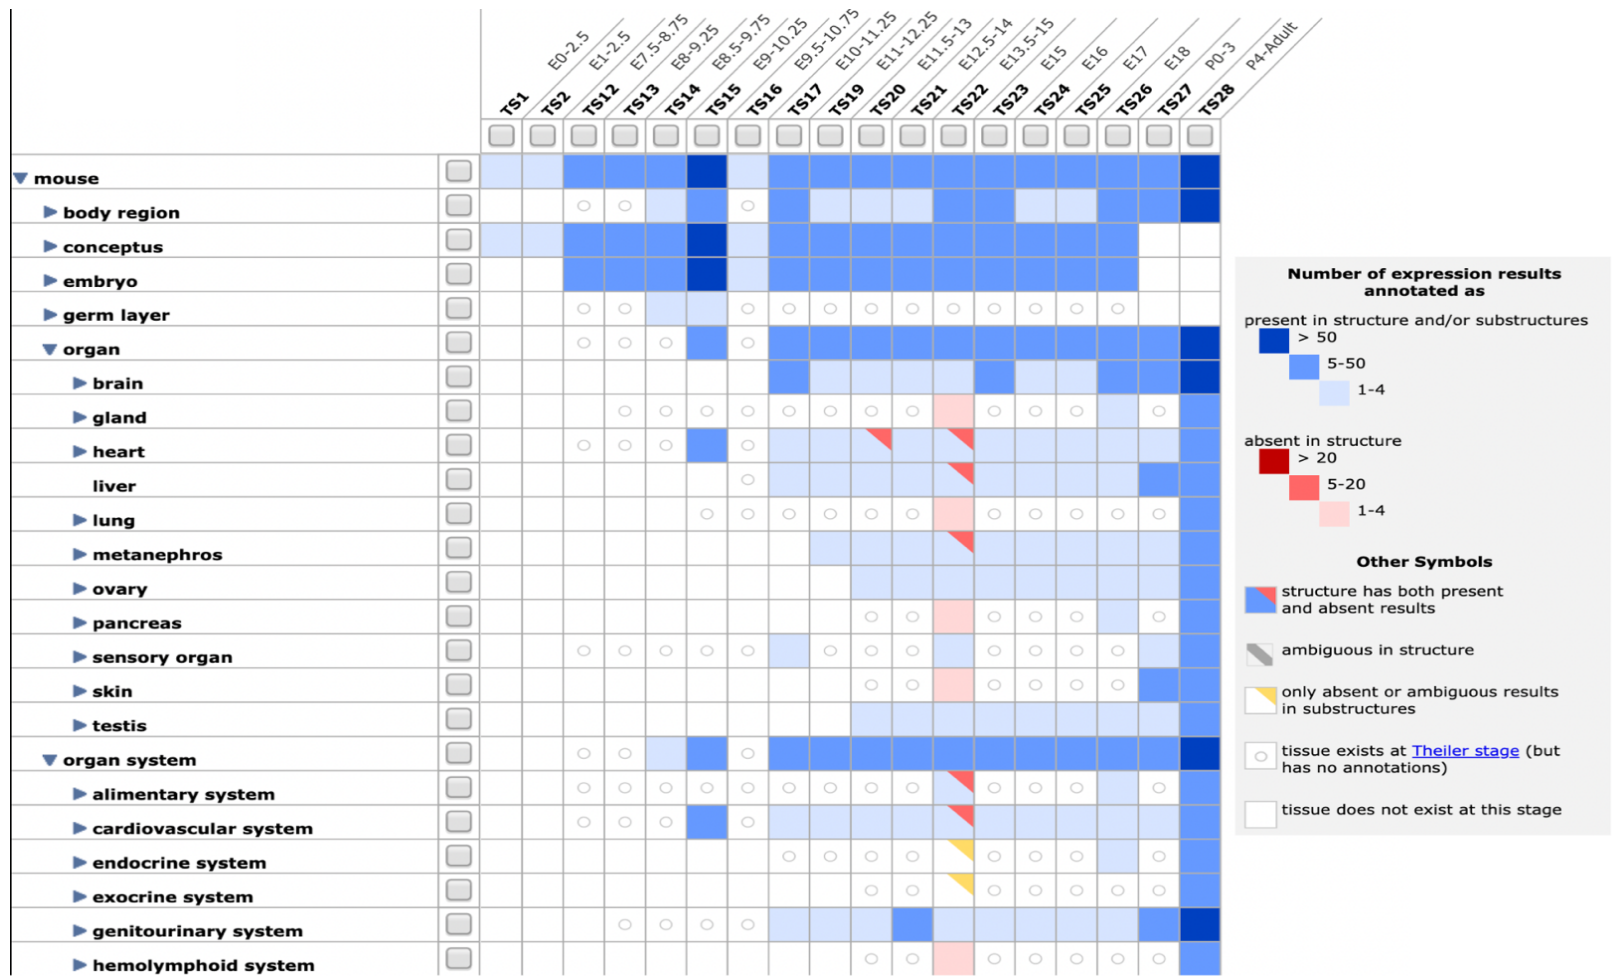 E0-2.5
E1-2.5
E7.5-8.75
E8-9.25
E8.5-9.75
E9-10.25
E9.5-10.75
E10-11.25
E11-12.25
E11.5-13
E12.5-14
E13.5-15
E15
E16
E17
E18
P0-3
P4-Adult
TS1
TS2
TS12
TS13
TS14
TS15
TS16
TS17
TS19
TS20
TS21
TS22
TS23
TS24
TS25
TS26
TS27
TS28
mouse
body region
conceptus
embryo
germ layer
organ
brain
gland
heart
liver
lung
metanephros
ovary
pancreas
sensory organ
skin
testis
organ system
alimentary system
cardiovascular system
endocrine system
exocrine system
genitourinary system
hemolymphoid system
Number of expression results
annotated as
present in structure and/or substructures
> 50
5-50
1-4
absent in structure
> 20
5-20
1-4
Other Symbols
structure has both present
and absent results
ambiguous in structure
only absent or ambiguous results
in substructures
tissue exists at Theiler stage (but
has no annotations)
tissue does not exist at this stage